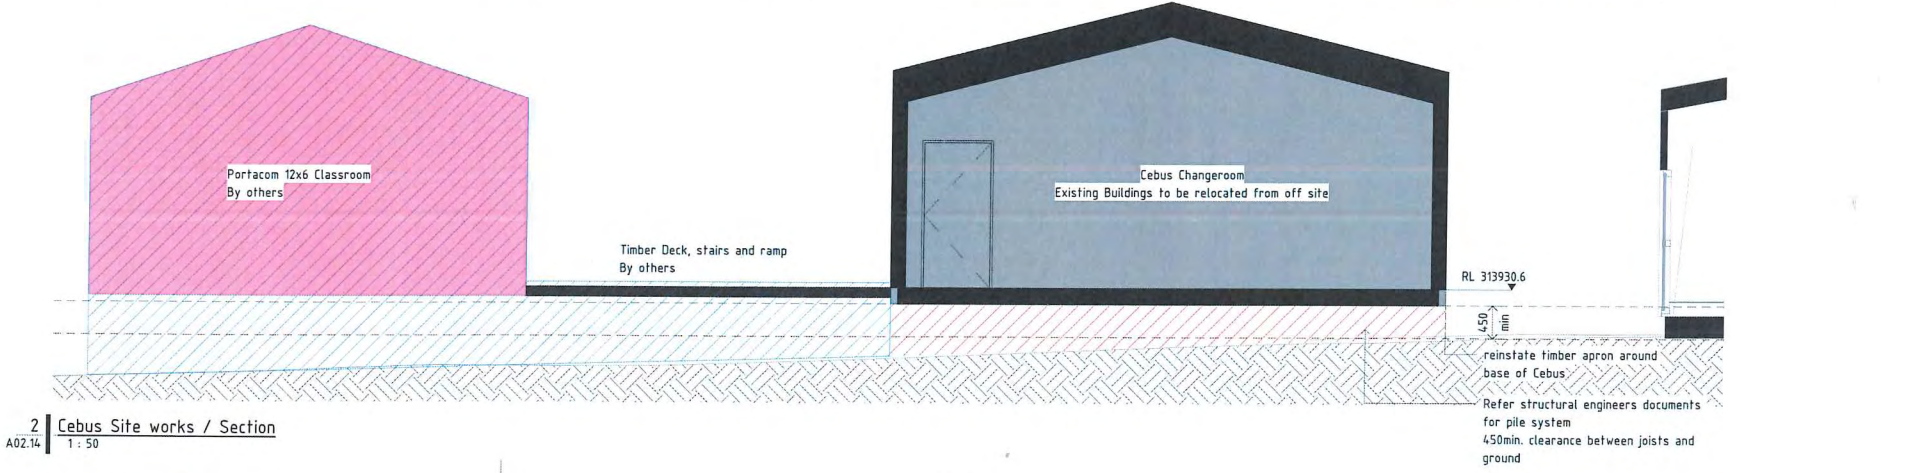 Portacom 12x6 Classroom
By others
Timber Deck, stairs and ramp
By others
Cebus Changeroom
Existing Buildings to be relocated from off site
RL 313930.6
450
min
reinstate timber apron around
base of Cebus
Refer structural engineers documents
for pile system
450min. clearance between joists and
ground
2
A02.14
Cebus Site works / Section
1 : 50